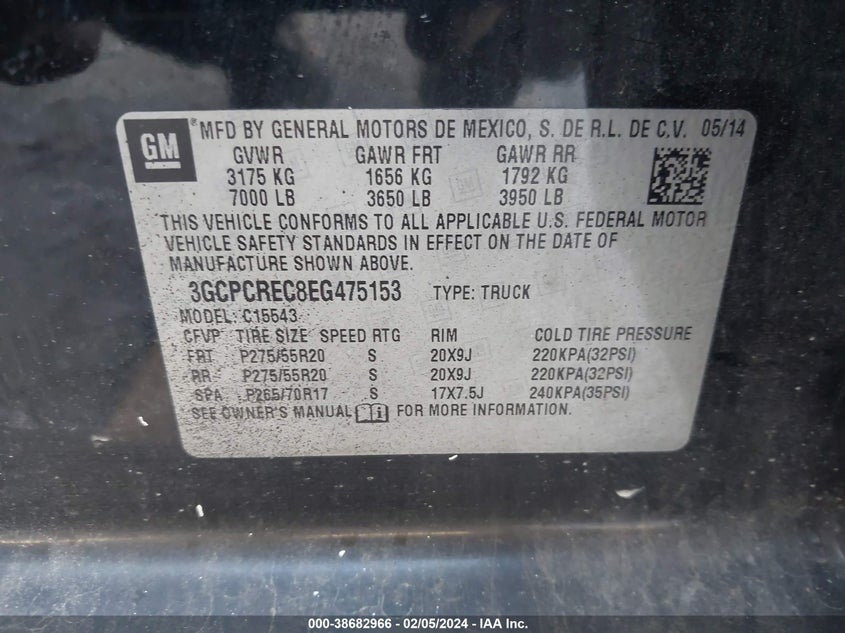 GM ® MFD BY GENERAL MOTORS DE MEXICO, S. DE R.L. DE C.V. 05/14
GVWR GAWR FRT GAWR RR
3175 KG 1656 KG 1792 KG
7000 LB 3650 LB 3950 LB
THIS VEHICLE CONFORMS TO ALL APPLICABLE U.S. FEDERAL MOTOR
VEHICLE SAFETY STANDARDS IN EFFECT ON THE DATE OF
MANUFACTURE SHOWN ABOVE.
3GCPCREC8EG475153 TYPE: TRUCK
MODEL: C15543
CFVP TIRE SIZE SPEED RTG RIM COLD TIRE PRESSURE
FRT P275/55R20 S 20X9J 220KPA(32PSI)
RR P275/55R20 S 20X9J 220KPA(32PSI)
SPA P265/70R17 S 17X7.5J 240KPA(35PSI)
SEE OWNER'S MANUAL FOR MORE INFORMATION.
000-38682966 - 02/05/2024 - IAA Inc.